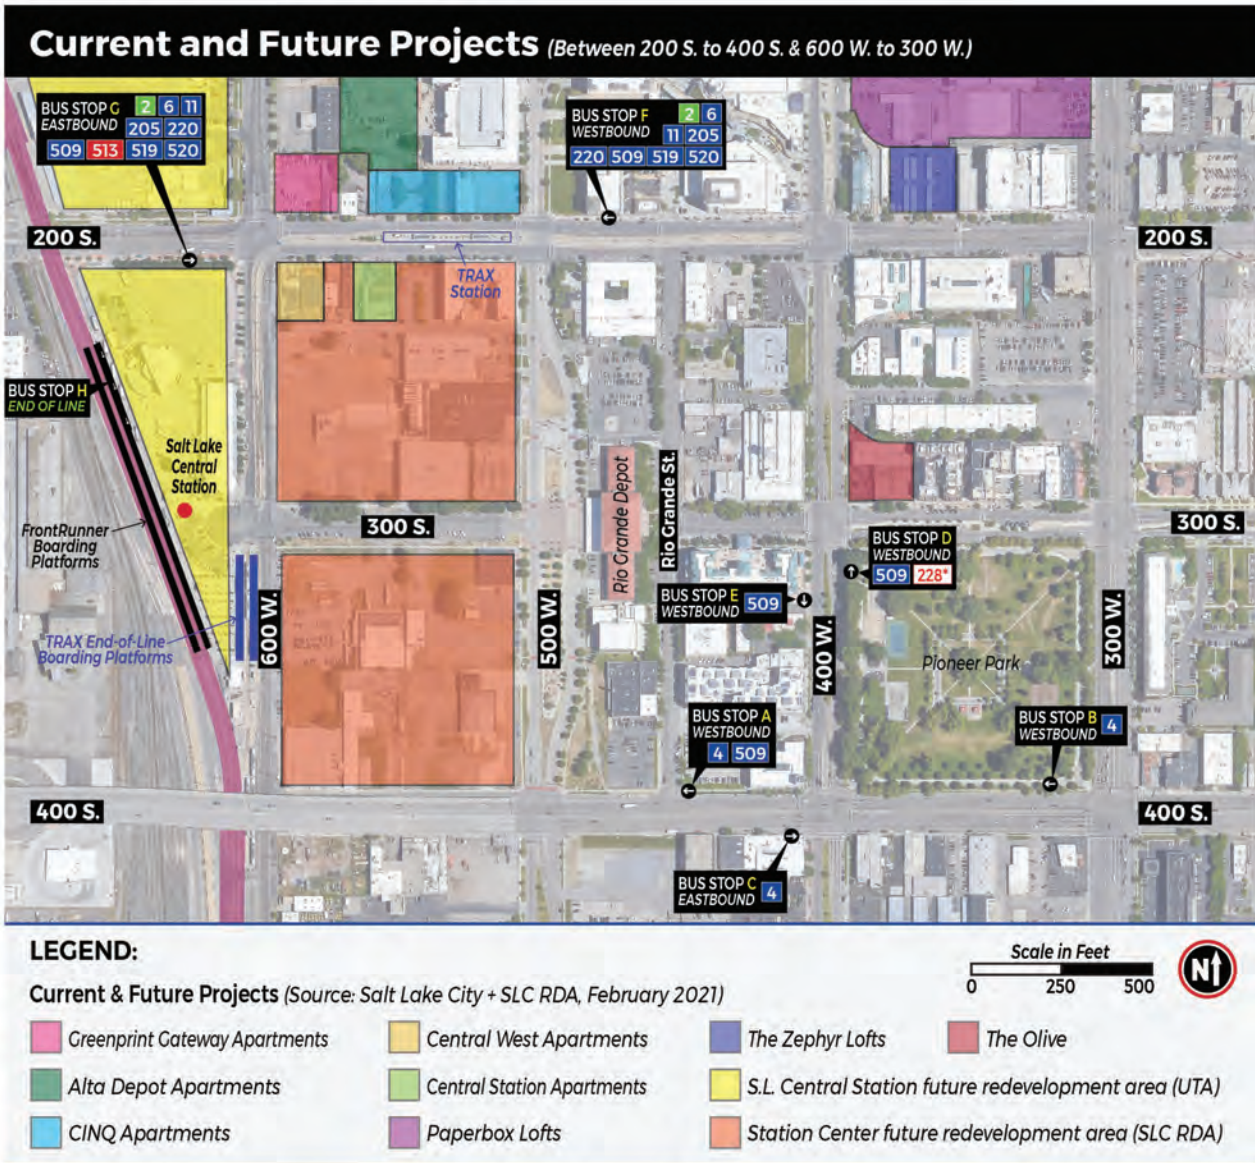 Current and Future Projects (Between 200 S. to 400 S. & 600 W. to 300 W.)
BUS STOP G 2 6 11
EASTBOUND 205 220
509 513 519 520
BUS STOP F 2 6
WESTBOUND 11 205
220 509 519 520
200 S.
200 S.
TRAX
Station
BUS STOP H
END OF LINE
Salt Lake
Central
Station
FrontRunner
Boarding
Platforms
300 S.
300 S.
Rio Grande Depot
Rio Grande St.
BUS STOP D
WESTBOUND
509 228*
BUS STOP E
WESTBOUND 509
TRAX End-of-Line
Boarding Platforms
600 W.
500 W.
400 W.
300 W.
Pioneer Park
BUS STOP A
WESTBOUND
4 509
BUS STOP B
WESTBOUND 4
400 S.
400 S.
BUS STOP C
EASTBOUND 4
LEGEND:
Scale in Feet
0 250 500
N
Current & Future Projects (Source: Salt Lake City + SLC RDA, February 2021)
Greenprint Gateway Apartments
Central West Apartments
The Zephyr Lofts
The Olive
Alta Depot Apartments
Central Station Apartments
S.L. Central Station future redevelopment area (UTA)
CINQ Apartments
Paperbox Lofts
Station Center future redevelopment area (SLC RDA)